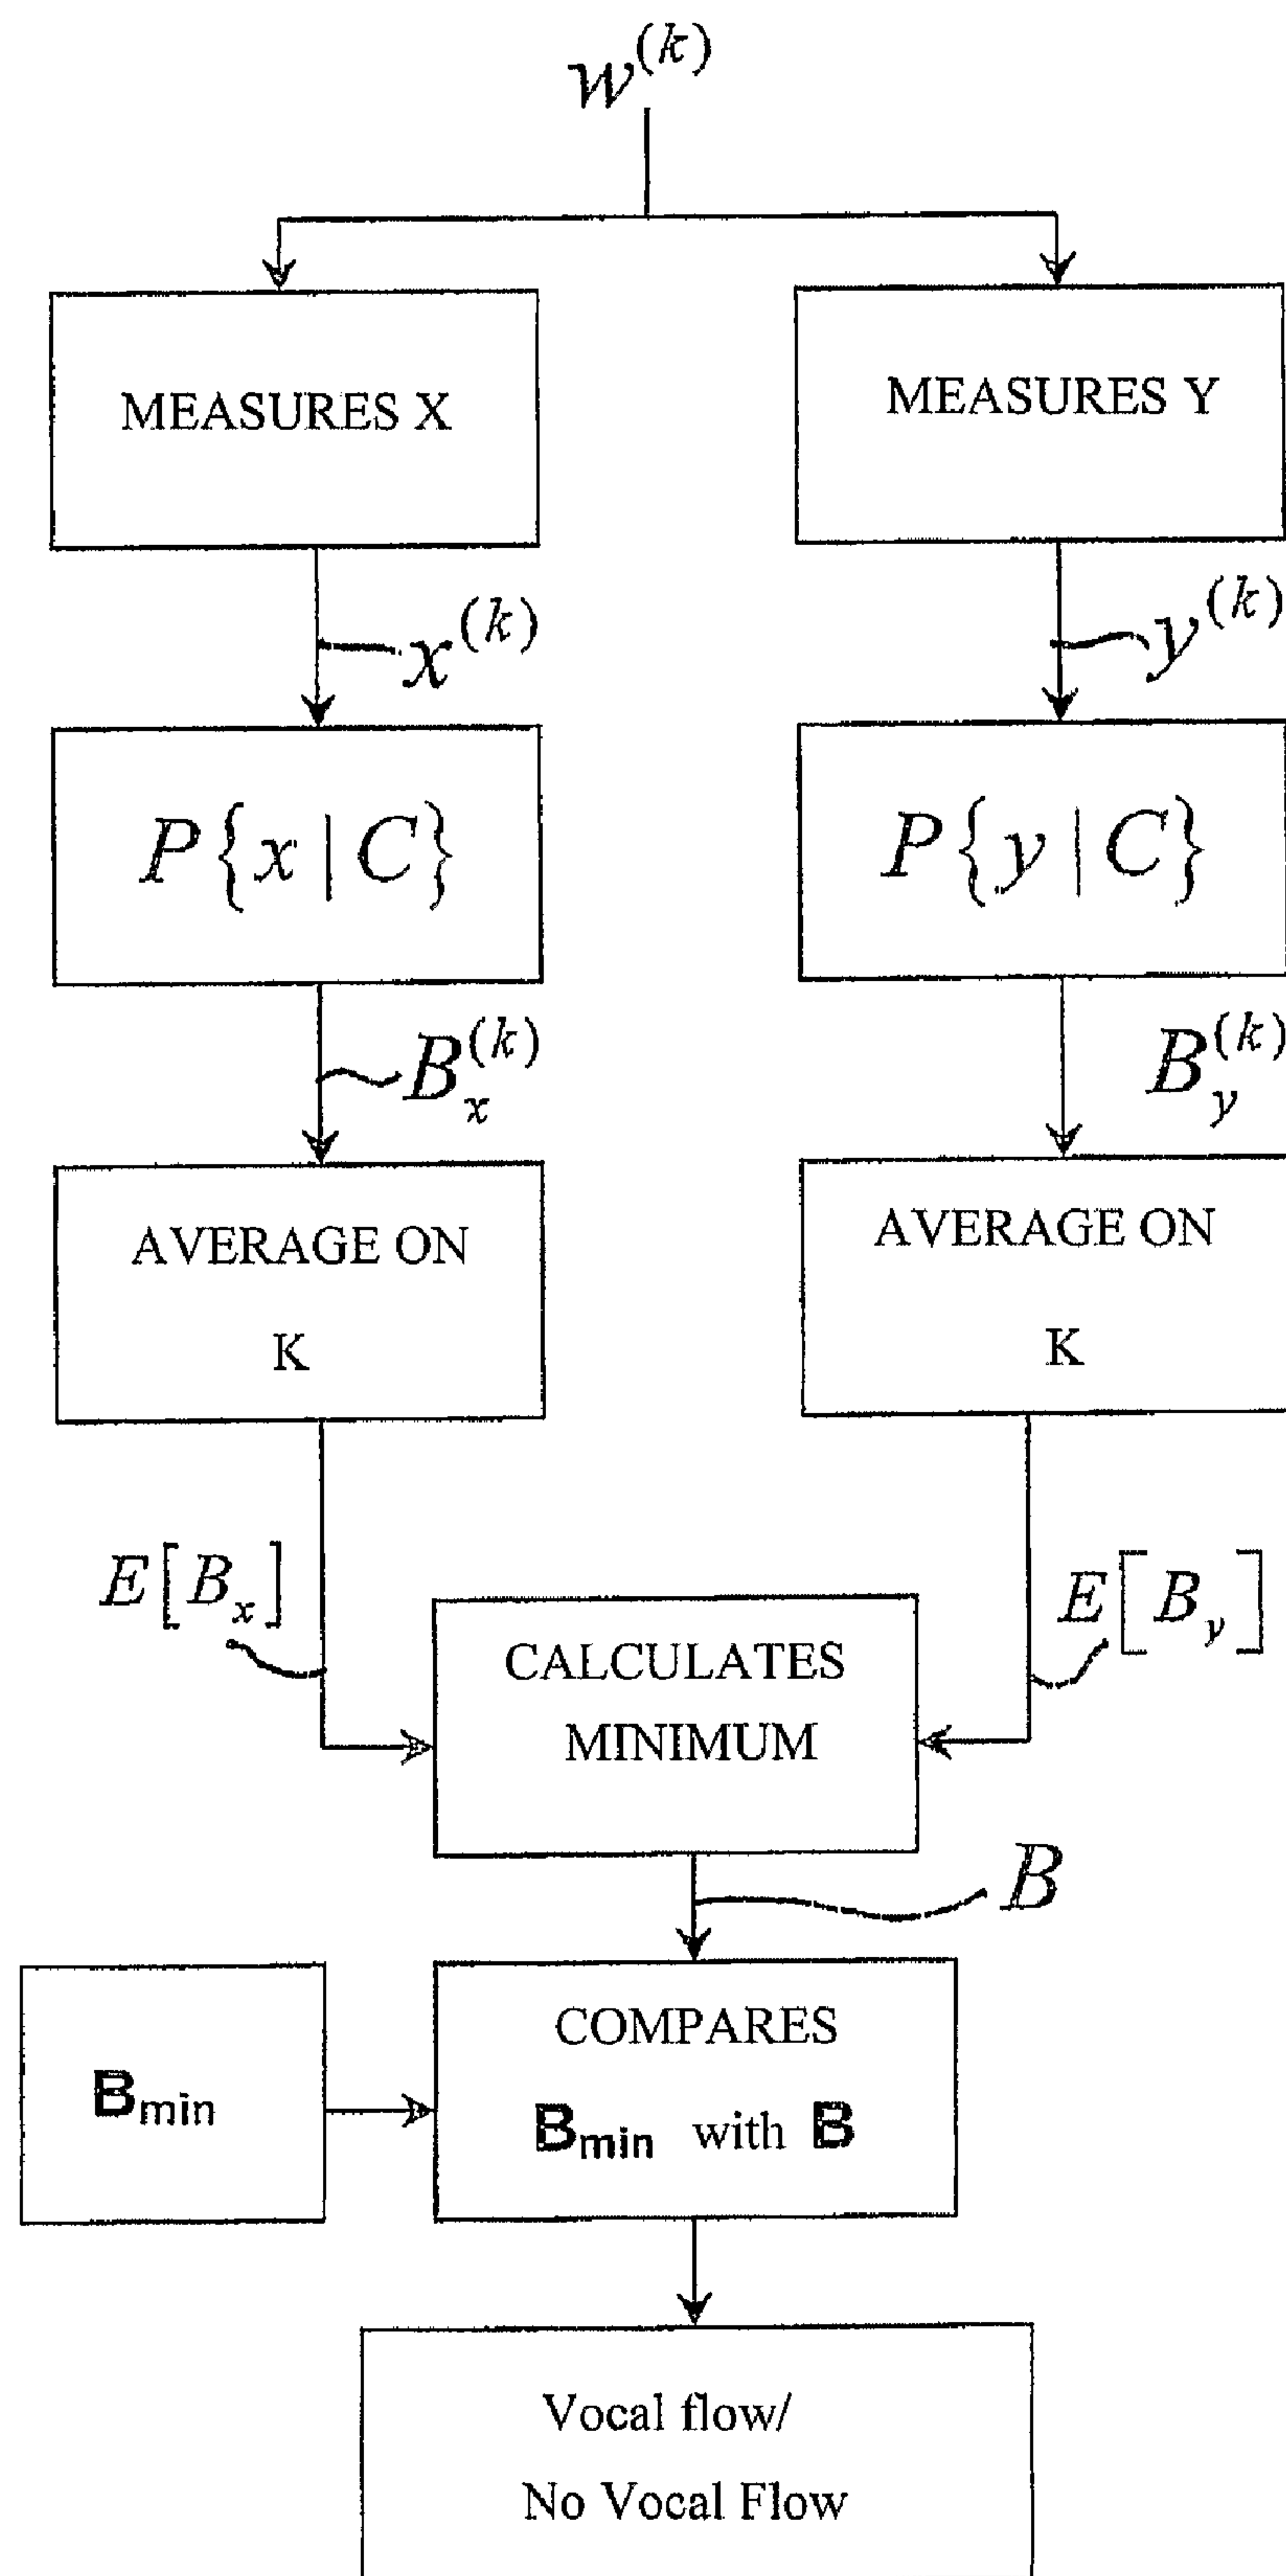 w^(k)
MEASURES X
MEASURES Y
x^(k)
y^(k)
P{x | C}
P{y | C}
B_x^(k)
B_y^(k)
AVERAGE ON
K
AVERAGE ON
K
E[B_x]
E[B_y]
CALCULATES
MINIMUM
B
B_min
COMPARES
B_min with B
Vocal flow/
No Vocal Flow